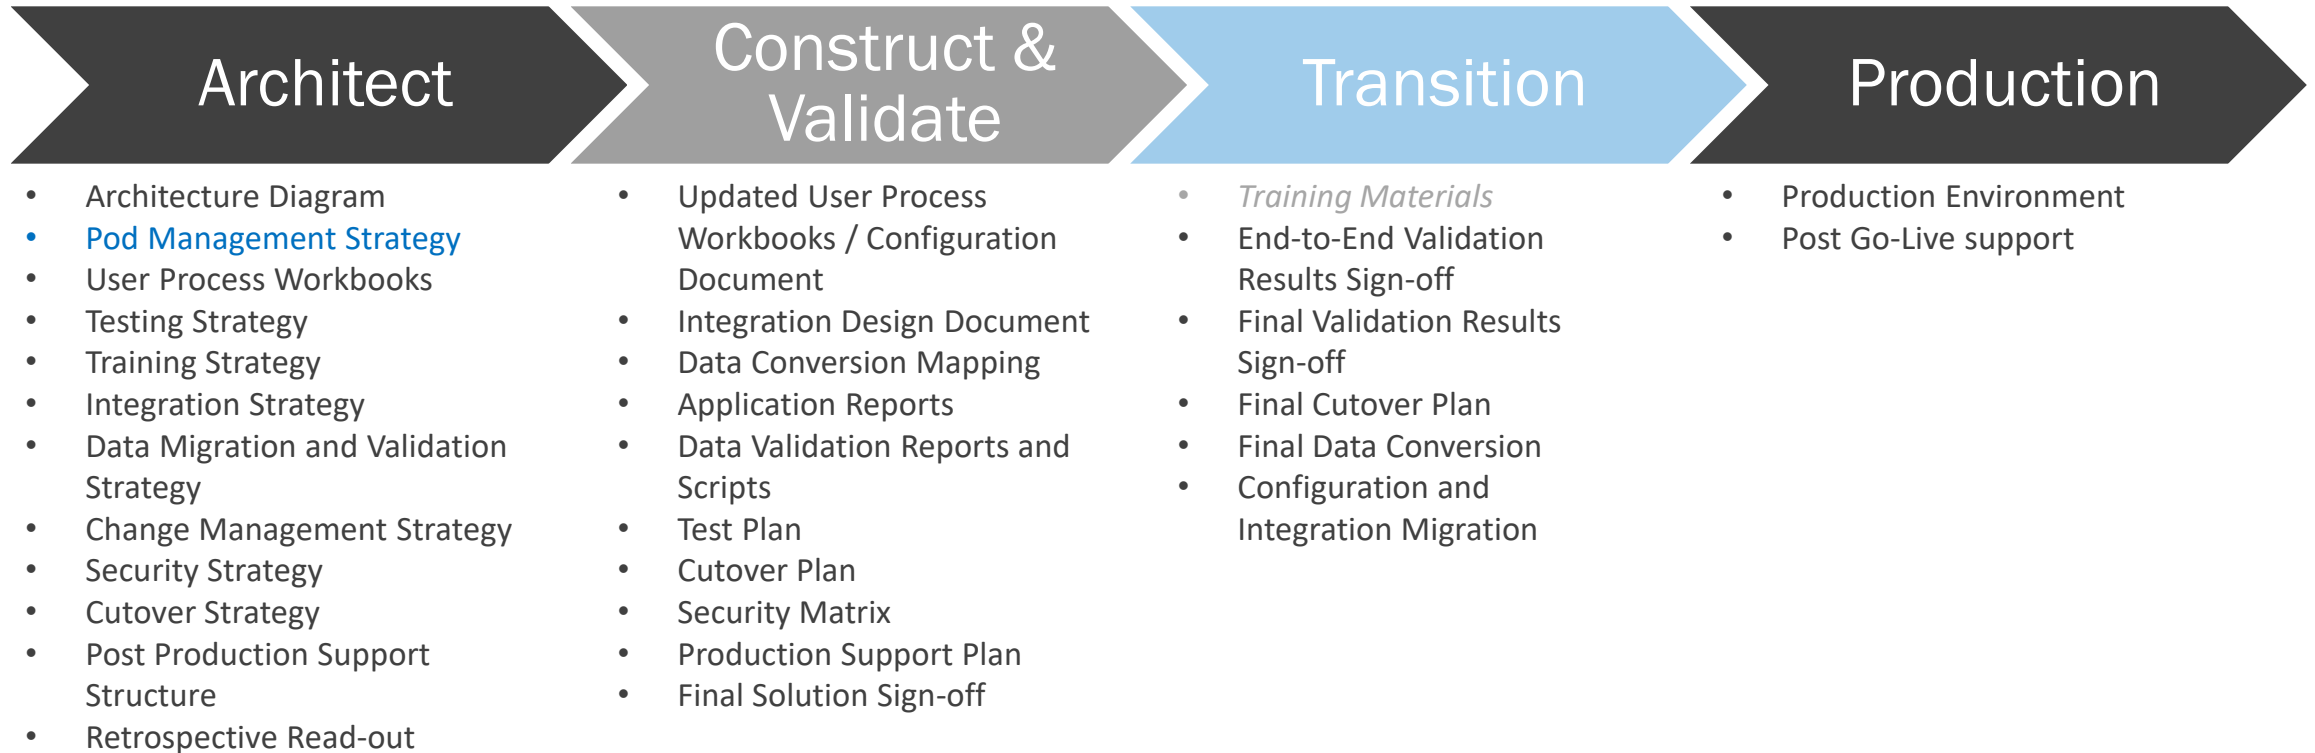 Architect
Construct &
Validate
Transition
Production
• Architecture Diagram
• Pod Management Strategy
• User Process Workbooks
• Testing Strategy
• Training Strategy
• Integration Strategy
• Data Migration and Validation
Strategy
• Change Management Strategy
• Security Strategy
• Cutover Strategy
• Post Production Support
Structure
• Retrospective Read-out
• Updated User Process
Workbooks / Configuration
Document
• Integration Design Document
• Data Conversion Mapping
• Application Reports
• Data Validation Reports and
Scripts
• Test Plan
• Cutover Plan
• Security Matrix
• Production Support Plan
• Final Solution Sign-off
• Training Materials
• End-to-End Validation
Results Sign-off
• Final Validation Results
Sign-off
• Final Cutover Plan
• Final Data Conversion
• Configuration and
Integration Migration
• Production Environment
• Post Go-Live support